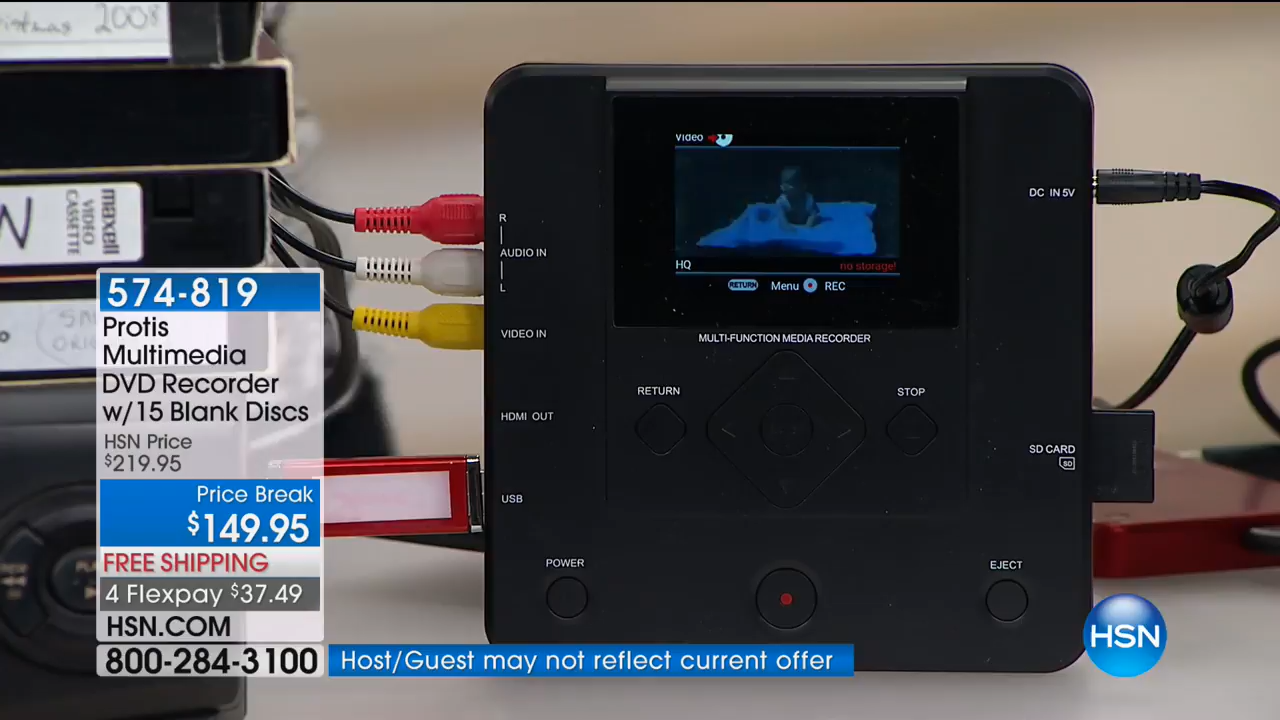 2008
maxell
VIDEO
CASSETTE
574-819
Protis
Multimedia
DVD Recorder
w/15 Blank Discs
HSN Price
$219.95
Price Break
$149.95
FREE SHIPPING
4 Flexpay $37.49
HSN.COM
800-284-3100
Host/Guest may not reflect current offer
Video
HQ
no storage!
RETURN Menu REC
MULTI-FUNCTION MEDIA RECORDER
R
AUDIO IN
L
VIDEO IN
HDMI OUT
USB
RETURN
STOP
DC IN 5V
SD CARD
SD
POWER
EJECT
HSN